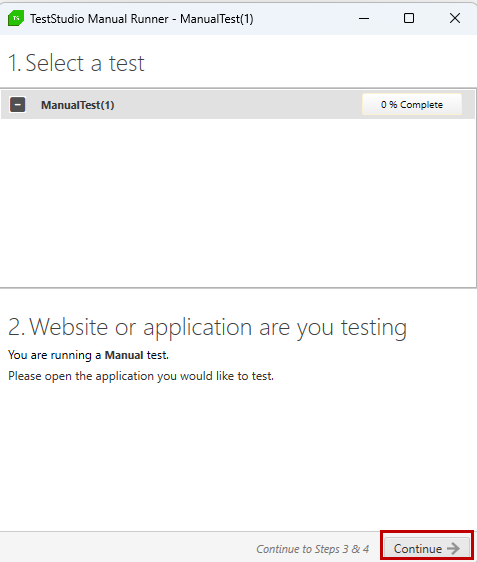 TS TestStudio Manual Runner - ManualTest(1)
1. Select a test
ManualTest(1) 0 % Complete
2. Website or application are you testing
You are running a Manual test.
Please open the application you would like to test.
Continue to Steps 3 & 4 Continue